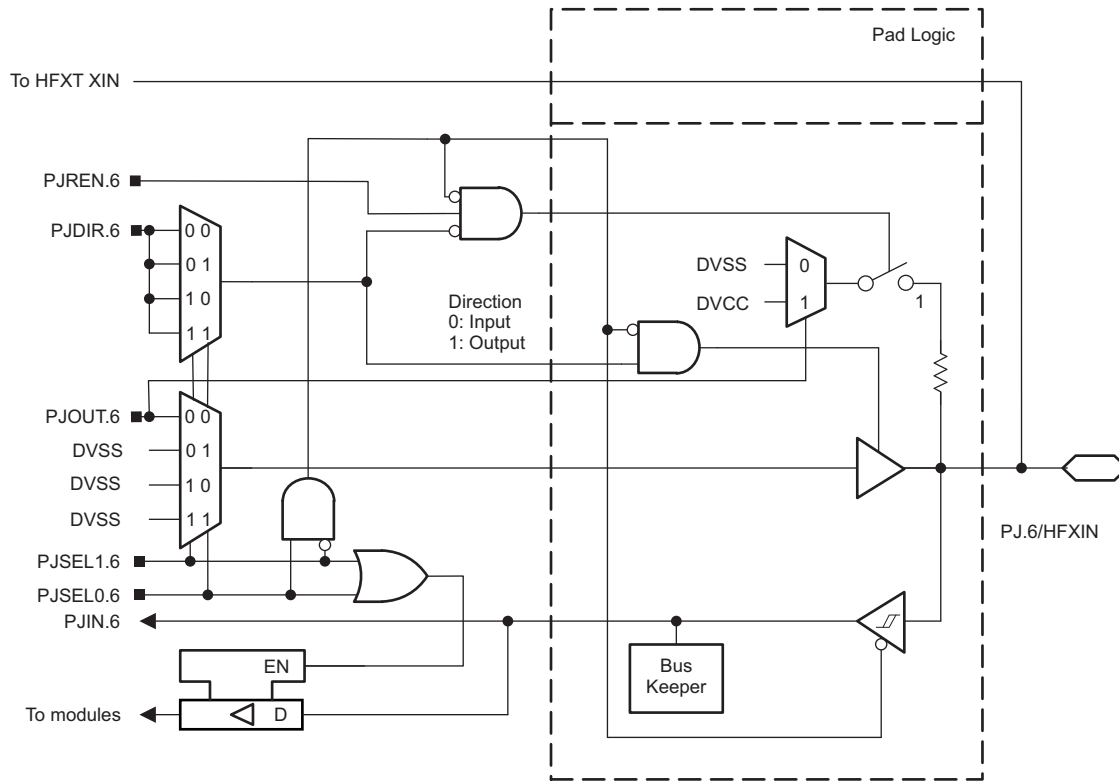 Pad Logic
To HFXT XIN
PJREN.6
PJDIR.6
0 0
0 1
1 0
1 1
DVSS
0
DVCC
1
1
Direction
0: Input
1: Output
PJOUT.6
0 0
DVSS
0 1
DVSS
1 0
DVSS
1 1
PJ.6/HFXIN
PJSEL1.6
PJSEL0.6
PJIN.6
Bus
Keeper
EN
To modules
D